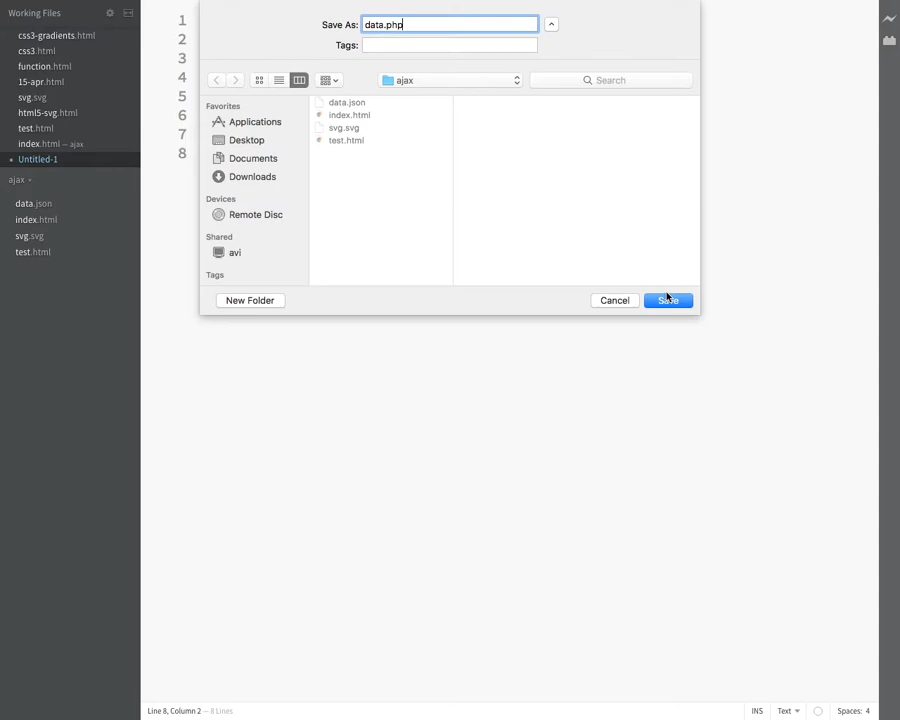 Working Files
css3-gradients.html
css3.html
function.html
15-apr.html
svg.svg
html5-svg.html
test.html
index.html — ajax
Untitled-1
ajax
data.json
index.html
svg.svg
test.html
1
2
3
4
5
6
7
8
Save As: data.php
Tags:
ajax
Search
Favorites
Applications
Desktop
Documents
Downloads
Devices
Remote Disc
Shared
avi
Tags
data.json
index.html
svg.svg
test.html
New Folder
Cancel
Save
Line 8, Column 2 — 8 Lines
INS
Text
Spaces: 4